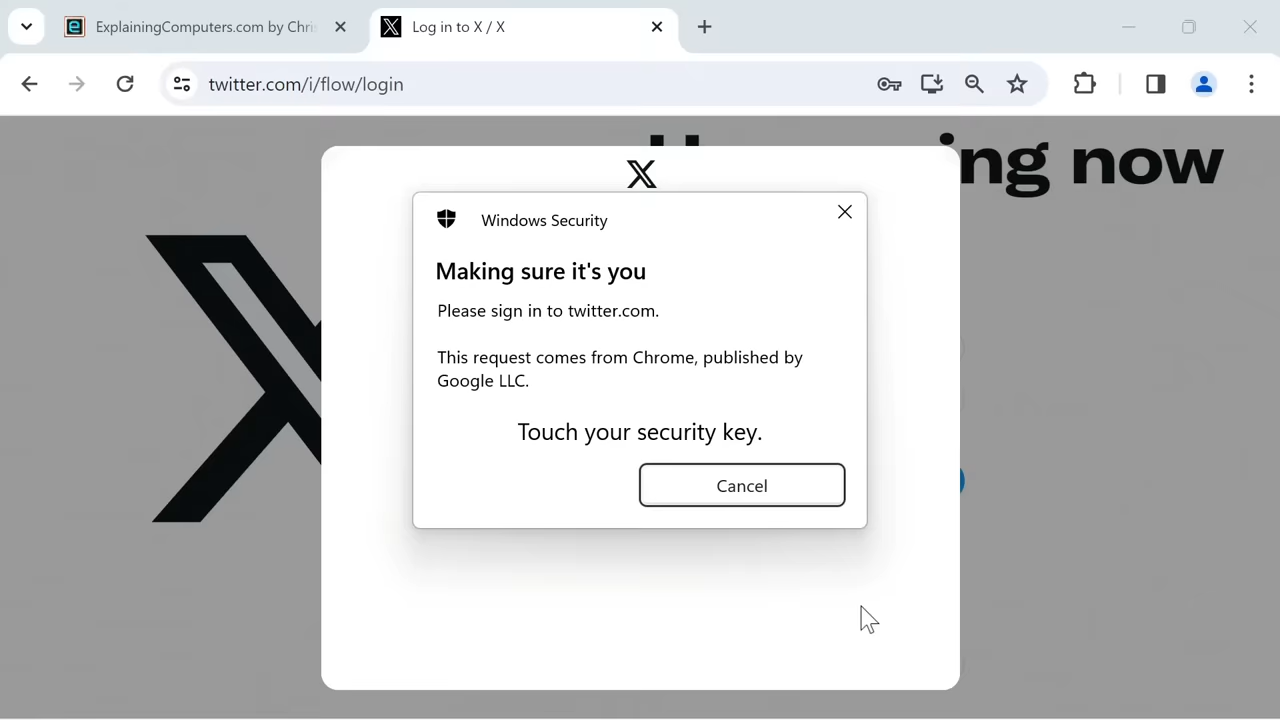 ExplainingComputers.com by Chri
Log in to X / X
twitter.com/i/flow/login
ing now
X
Windows Security
Making sure it's you
Please sign in to twitter.com.
This request comes from Chrome, published by
Google LLC.
Touch your security key.
Cancel